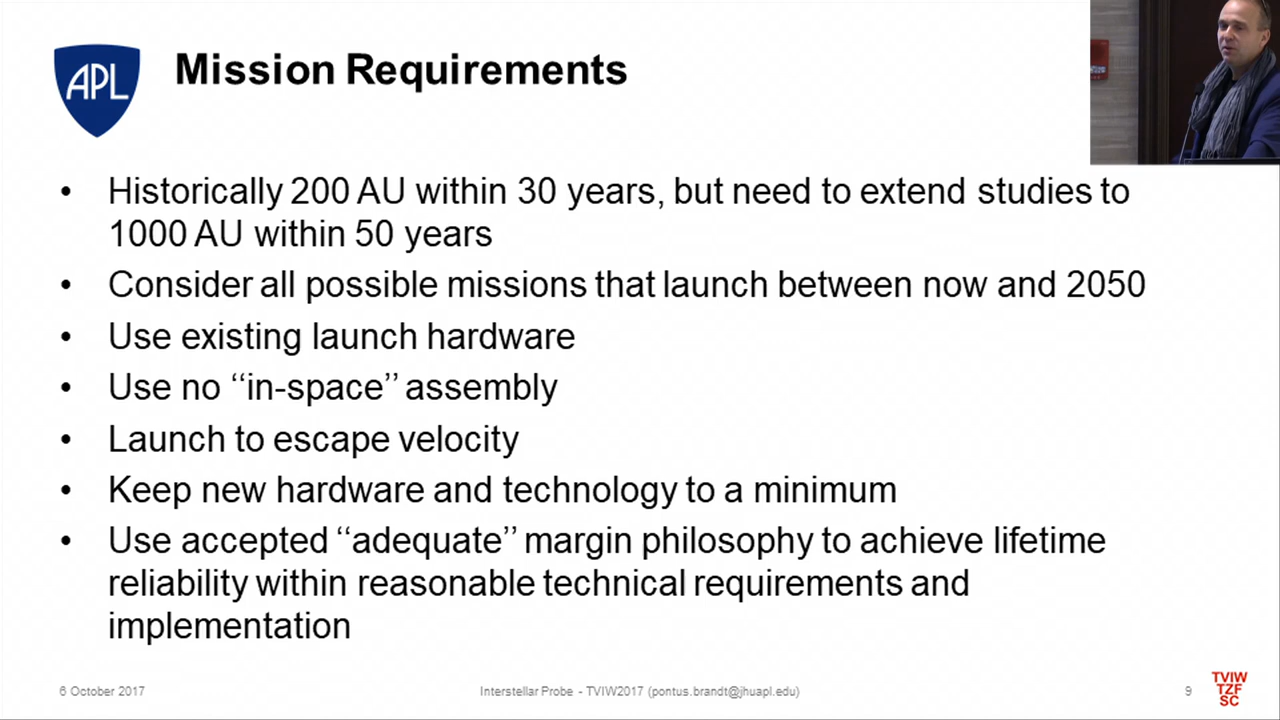 APL
Mission Requirements
• Historically 200 AU within 30 years, but need to extend studies to
1000 AU within 50 years
• Consider all possible missions that launch between now and 2050
• Use existing launch hardware
• Use no ‘‘in-space’’ assembly
• Launch to escape velocity
• Keep new hardware and technology to a minimum
• Use accepted ‘‘adequate’’ margin philosophy to achieve lifetime
reliability within reasonable technical requirements and
implementation
6 October 2017
Interstellar Probe - TVIW2017 (pontus.brandt@jhuapl.edu)
9
TVIW
TZF
SC